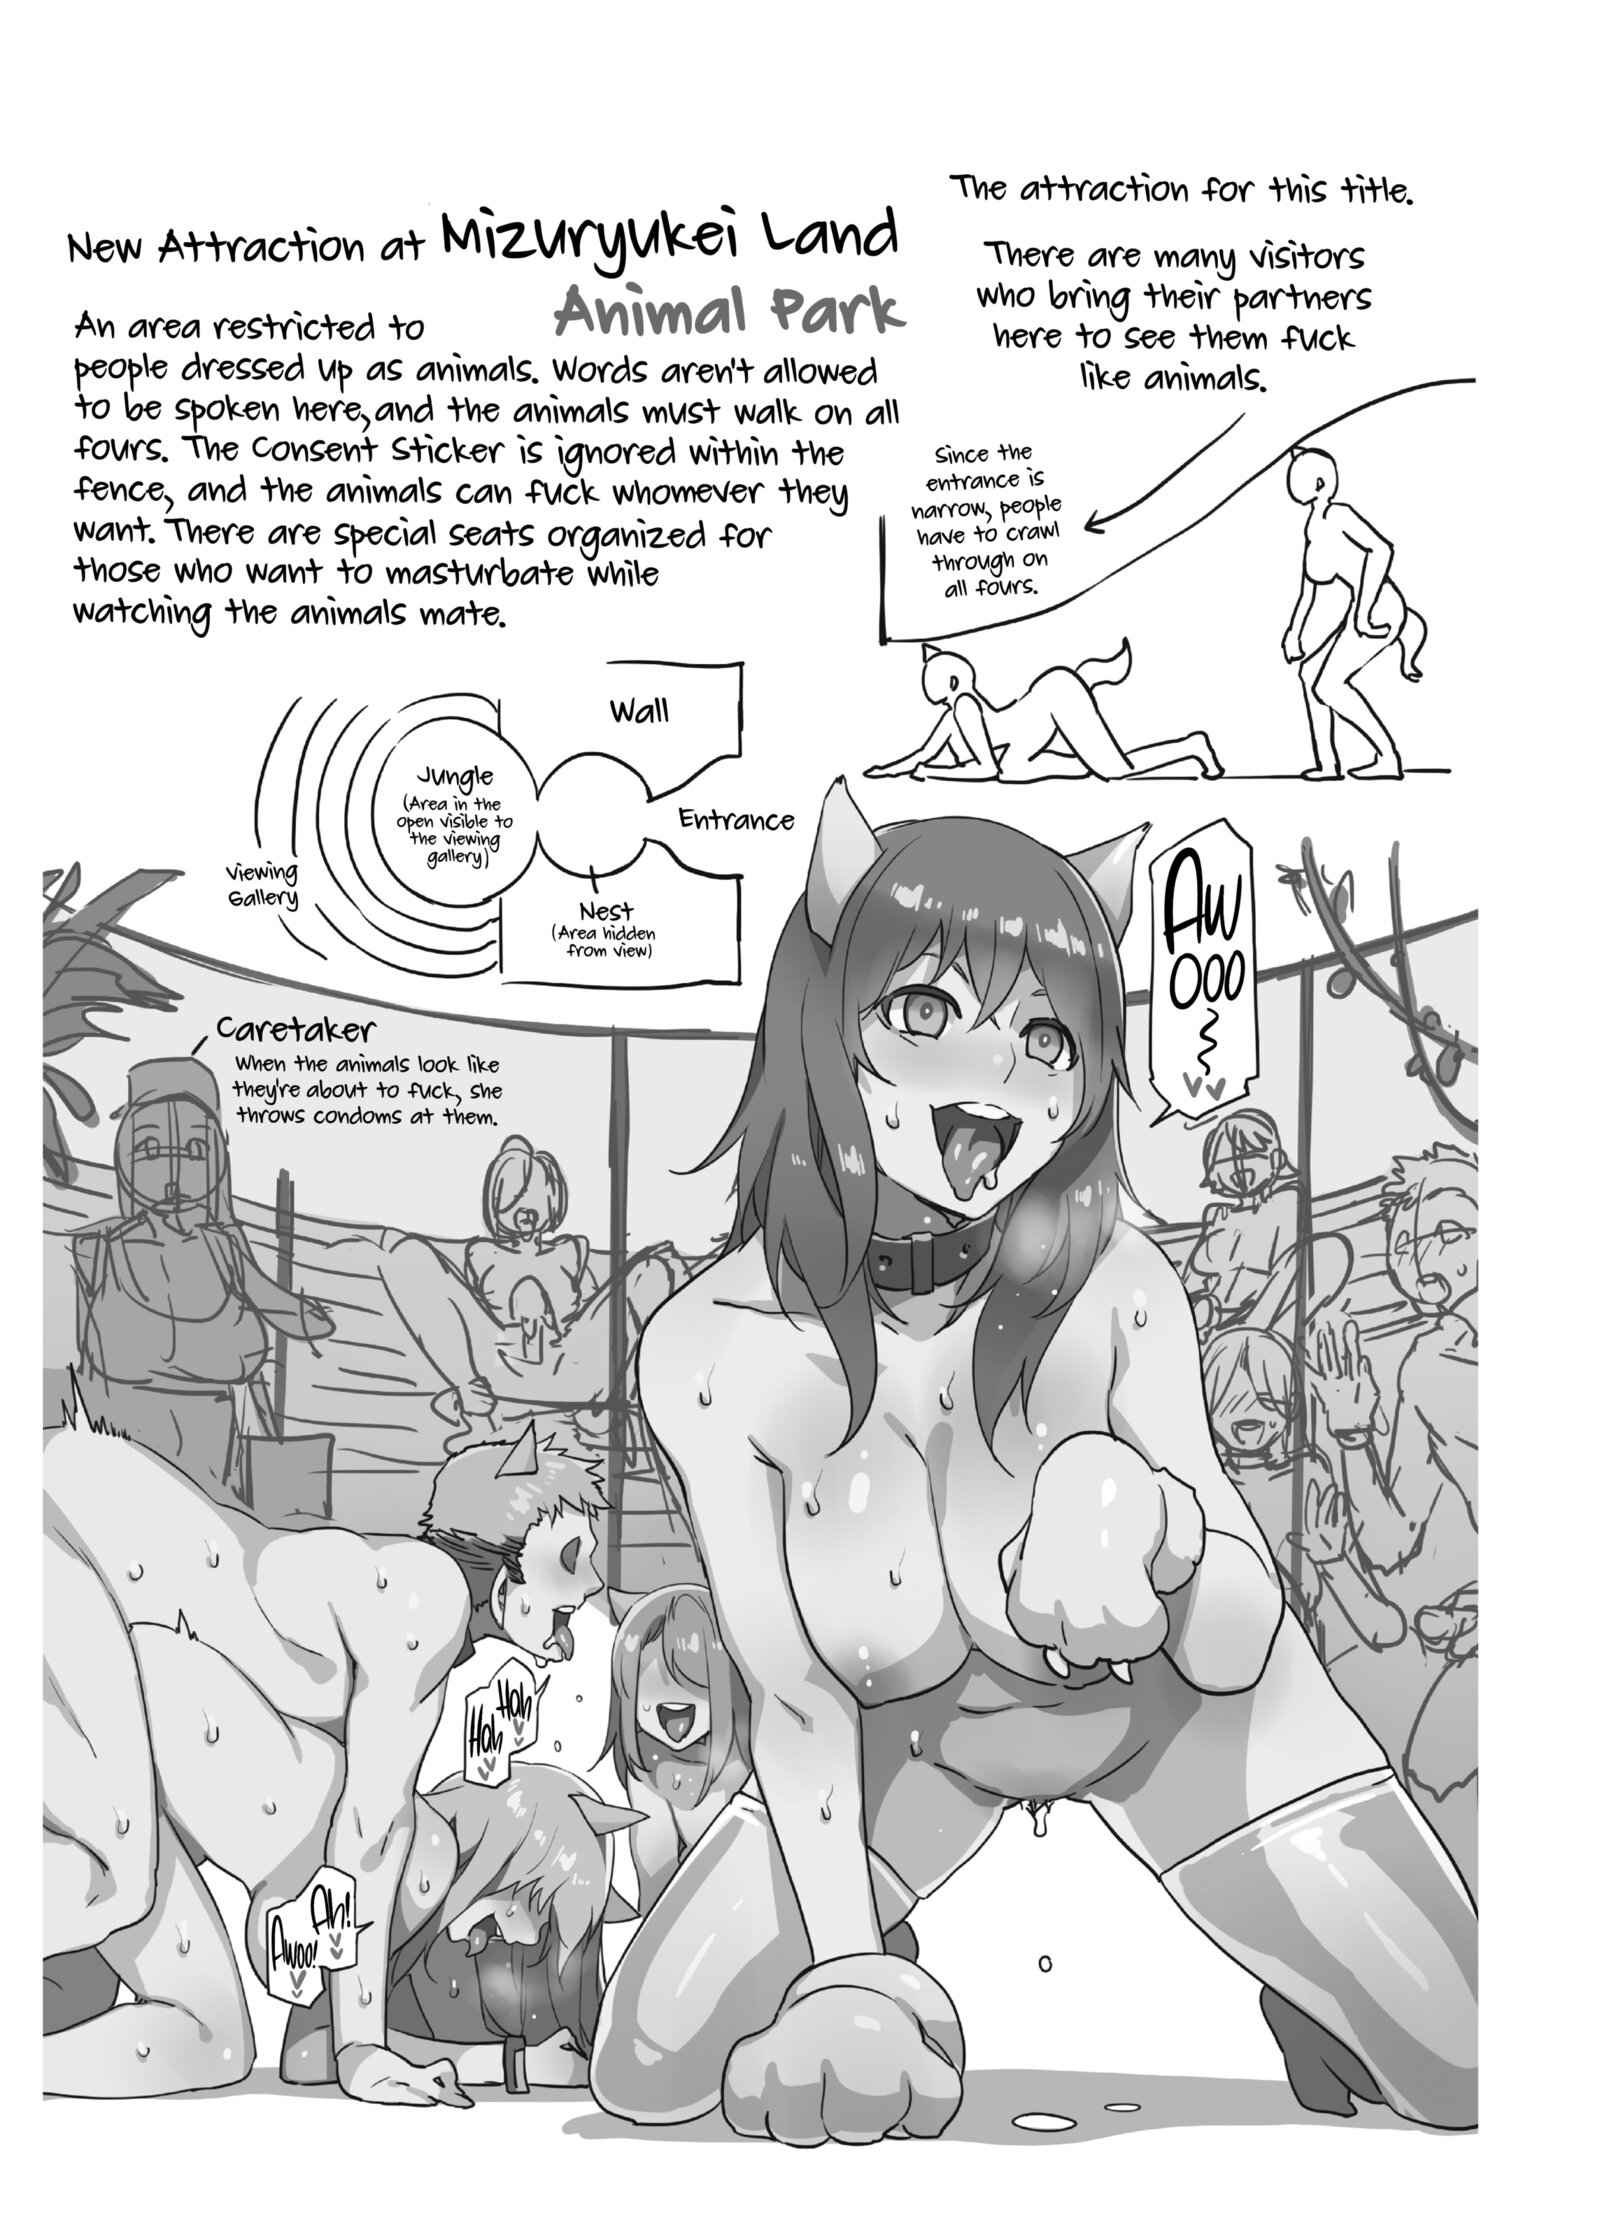 The attraction for this title.
New Attraction at Mizuryukei Land
Animal Park
There are many visitors
who bring their partners
here to see them fuck
like animals.
An area restricted to
people dressed up as animals. Words aren't allowed
to be spoken here, and the animals must walk on all
fours. The Consent Sticker is ignored within the
fence, and the animals can fuck whomever they
want. There are special seats organized for
those who want to masturbate while
watching the animals mate.
Since the
entrance is
narrow, people
have to crawl
through on
all fours.
Wall
Jungle
(Area in the
open visible to
the viewing
gallery)
Entrance
Viewing
Gallery
Nest
(Area hidden
from view)
AW
OOO
Caretaker
When the animals look like
they're about to fuck, she
throws condoms at them.
Hah
Hah
Ah!
Awoo!